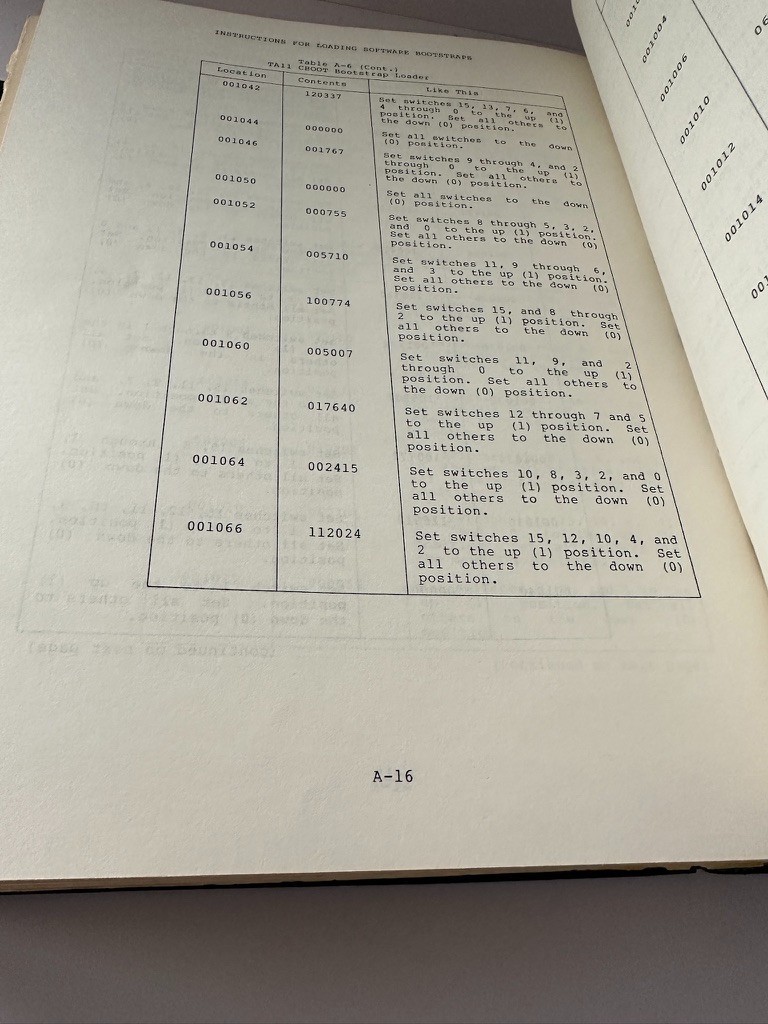 INSTRUCTIONS FOR LOADING SOFTWARE BOOTSTRAPS
Table A-6 (Cont.)
TA11 CBOOT Bootstrap Loader
Location Contents Like This
001042 120337 Set switches 15, 13, 7, 6, and
4 through 0 to the up (1)
position. Set all others to
the down (0) position.
001044 000000 Set all switches to the down
(0) position.
001046 001767 Set switches 9 through 4, and 2
through 0 to the up (1)
position. Set all others to
the down (0) position.
001050 000000 Set all switches to the down
(0) position.
001052 000755 Set switches 8 through 5, 3, 2,
and 0 to the up (1) position.
Set all others to the down (0)
position.
001054 005710 Set switches 11, 9 through 6,
and 3 to the up (1) position.
Set all others to the down (0)
position.
001056 100774 Set switches 15, and 8 through
2 to the up (1) position. Set
all others to the down (0)
position.
001060 005007 Set switches 11, 9, and 2
through 0 to the up (1)
position. Set all others to
the down (0) position.
001062 017640 Set switches 12 through 7 and 5
to the up (1) position. Set
all others to the down (0)
position.
001064 002415 Set switches 10, 8, 3, 2, and 0
to the up (1) position. Set
all others to the down (0)
position.
001066 112024 Set switches 15, 12, 10, 4, and
2 to the up (1) position. Set
all others to the down (0)
position.
A-16
001004
001006
001010
001012
001014